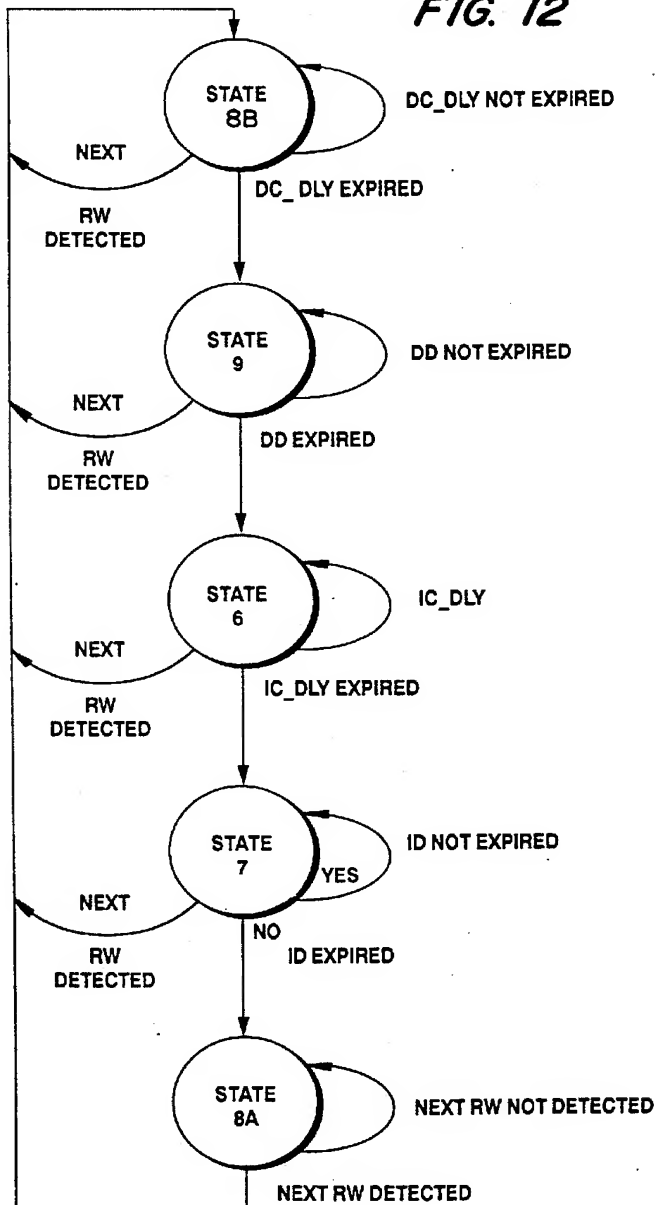 FIG. 12
STATE
8B
DC_DLY NOT EXPIRED
NEXT
RW
DETECTED
DC_ DLY EXPIRED
STATE
9
DD NOT EXPIRED
NEXT
RW
DETECTED
DD EXPIRED
STATE
6
IC_DLY
NEXT
RW
DETECTED
IC_DLY EXPIRED
STATE
7
ID NOT EXPIRED
YES
NEXT
RW
DETECTED
NO
ID EXPIRED
STATE
8A
NEXT RW NOT DETECTED
NEXT RW DETECTED